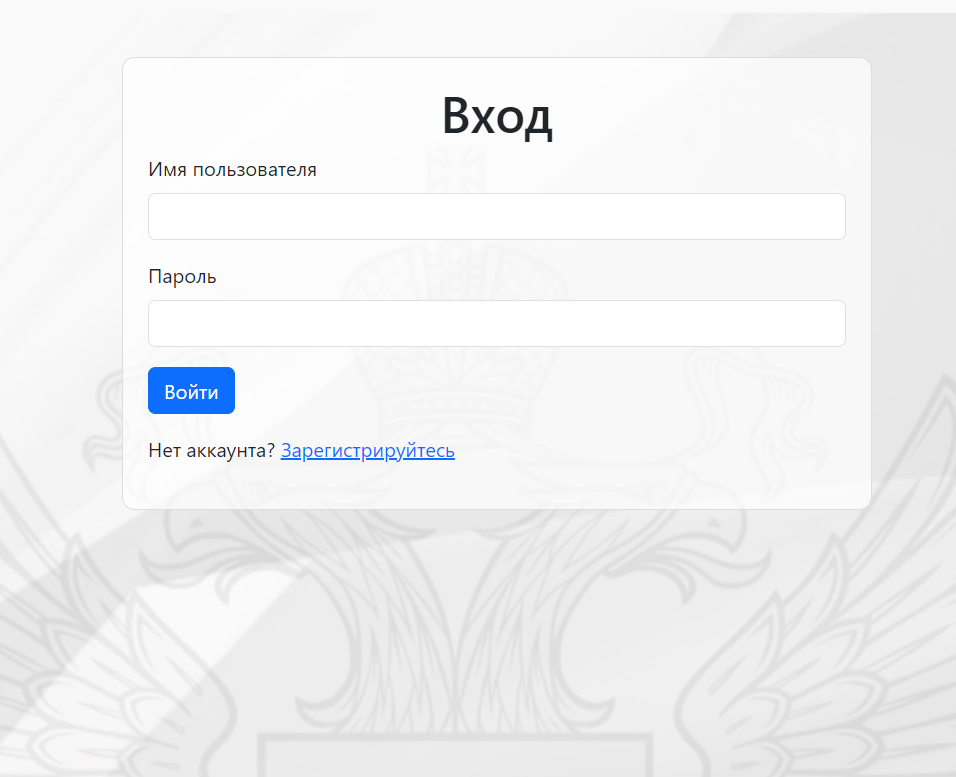 Вход
Имя пользователя
Пароль
Войти
Нет аккаунта? Зарегистрируйтесь